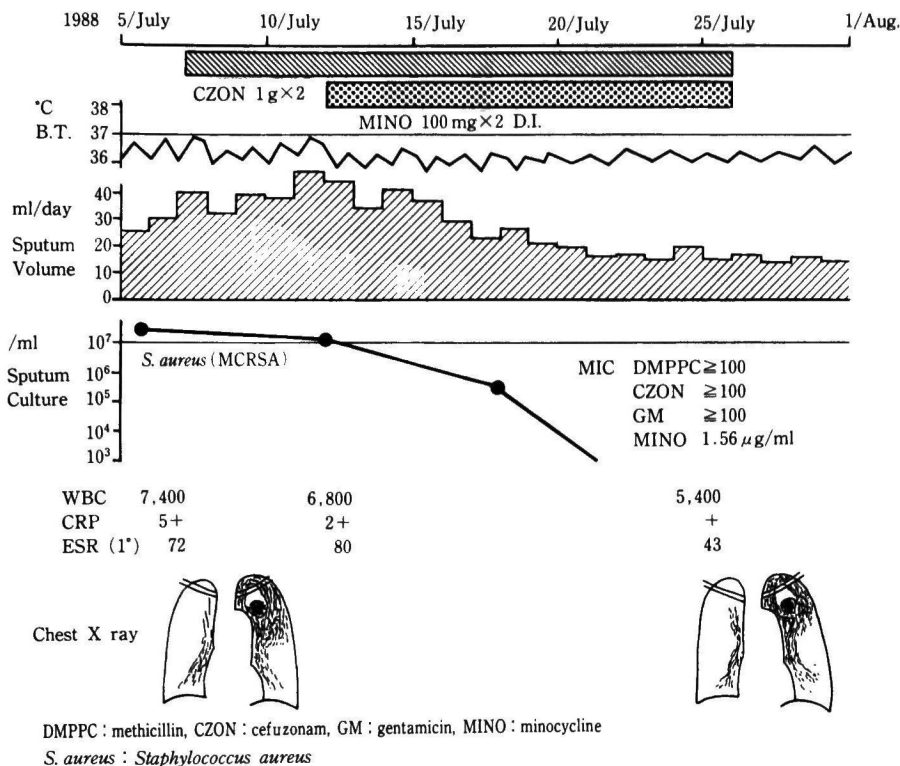 1988 5/July 10/July 15/July 20/July 25/July 1/Aug.
CZON 1g×2
MINO 100mg×2 D.I.
°C
B.T.
38
37
36
ml/day
Sputum
Volume
40
30
20
10
0
/ml
Sputum
Culture
10⁷
10⁶
10⁵
10⁴
10³
S. aureus (MCRSA)
MIC DMPPC ≧100
CZON ≧100
GM ≧100
MINO 1.56 μg/ml
WBC 7,400 6,800 5,400
CRP 5+ 2+ +
ESR (1°) 72 80 43
Chest X ray
DMPPC : methicillin, CZON : cefuzonam, GM : gentamicin, MINO : minocycline
S. aureus : Staphylococcus aureus